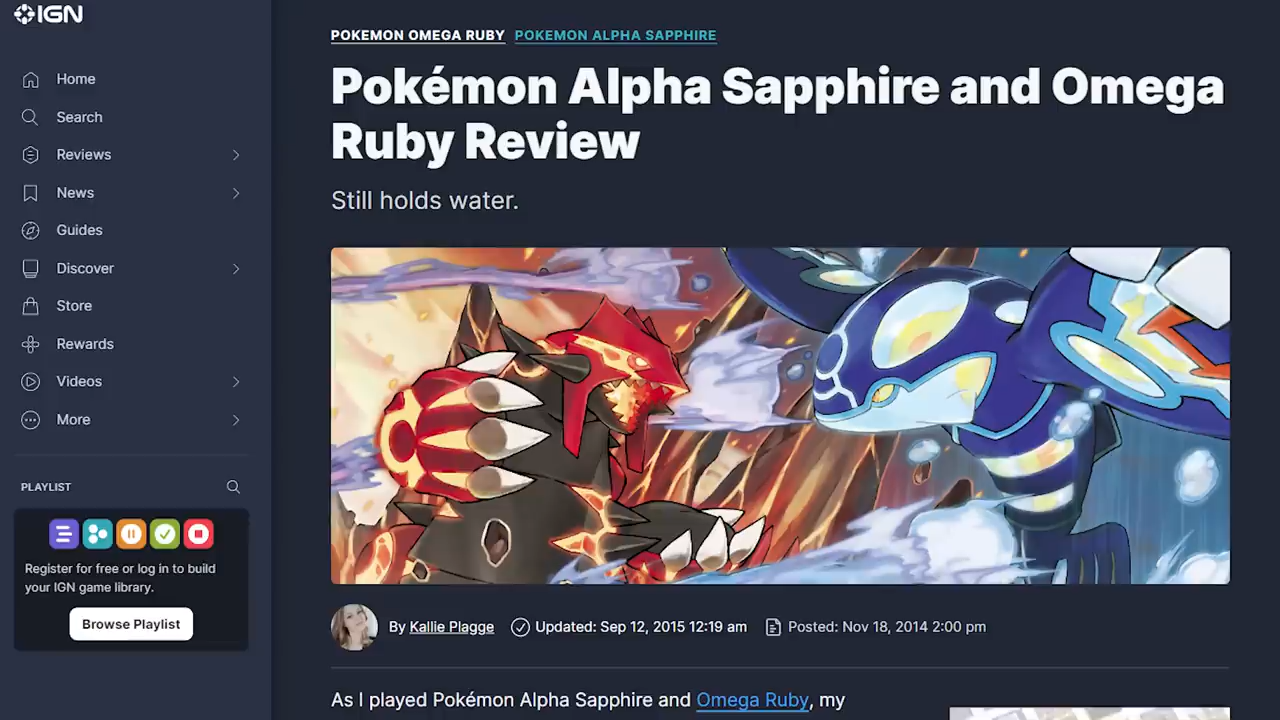 IGN
Home
Search
Reviews
News
Guides
Discover
Store
Rewards
Videos
More
PLAYLIST
Register for free or log in to build
your IGN game library.
Browse Playlist
POKEMON OMEGA RUBY POKEMON ALPHA SAPPHIRE
Pokémon Alpha Sapphire and Omega
Ruby Review
Still holds water.
By Kallie Plagge Updated: Sep 12, 2015 12:19 am Posted: Nov 18, 2014 2:00 pm
As I played Pokémon Alpha Sapphire and Omega Ruby, my